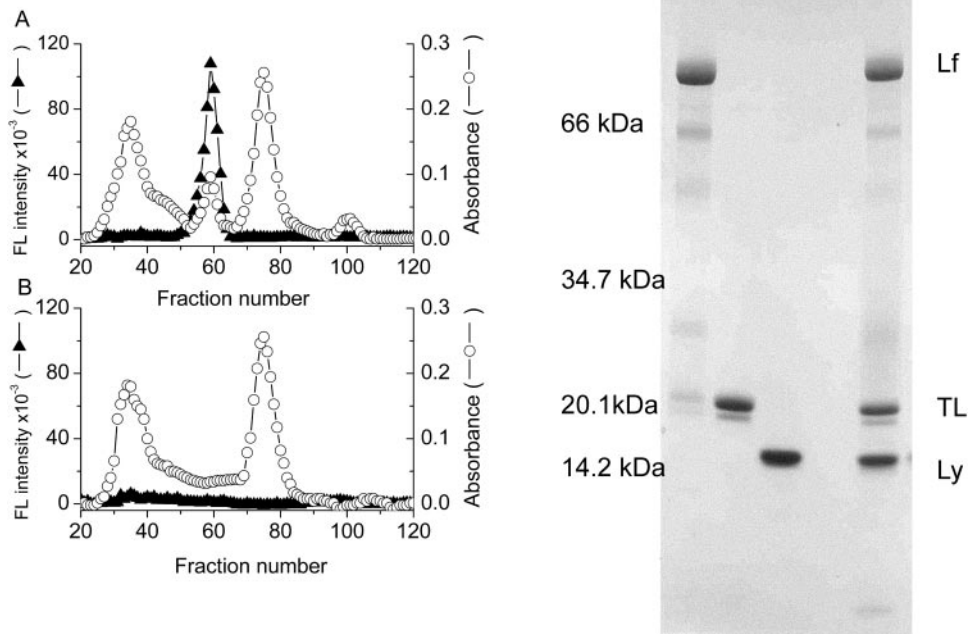 A
FL intensity x10⁻³ (—▲—)
120
80
40
0
0.3
0.2
0.1
0.0
Absorbance (—○—)
20 40 60 80 100 120
Fraction number
B
FL intensity x10⁻³ (—▲—)
120
80
40
0
0.3
0.2
0.1
0.0
Absorbance (—○—)
20 40 60 80 100 120
Fraction number
66 kDa
34.7 kDa
20.1kDa
14.2 kDa
Lf
TL
Ly